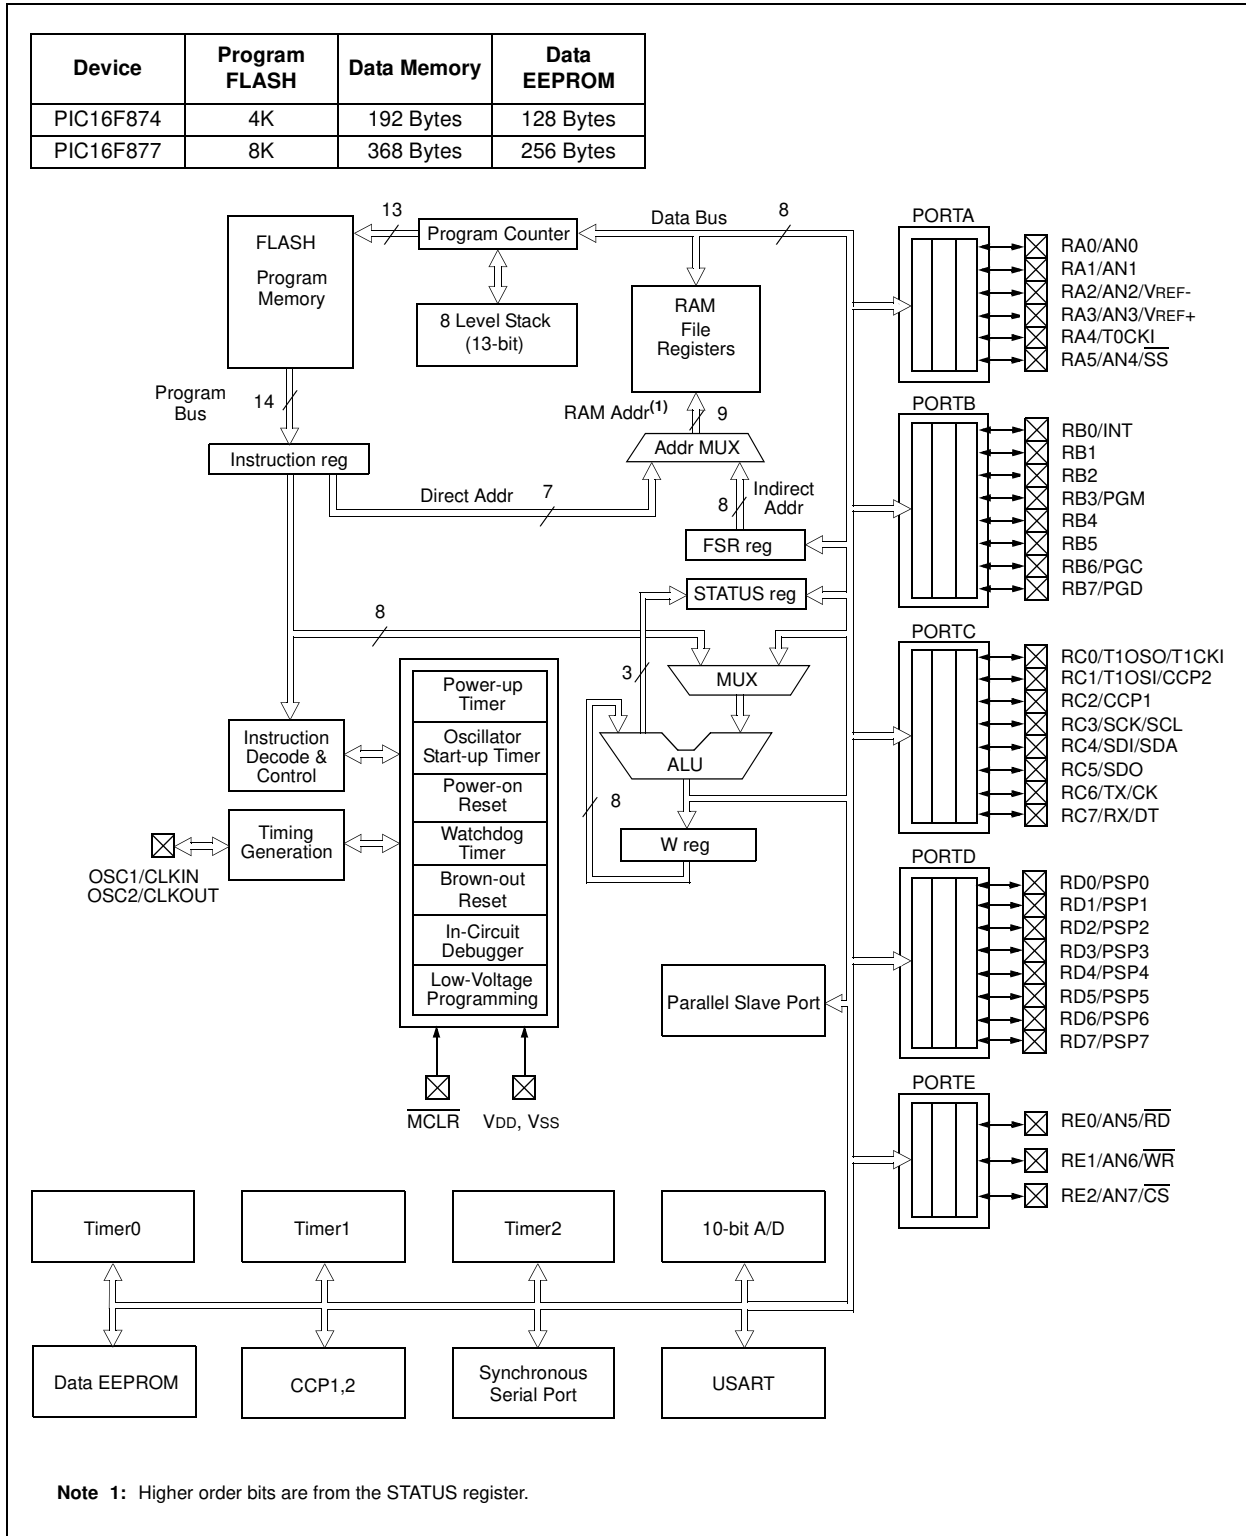 Device Program FLASH Data Memory Data EEPROM
PIC16F874 4K 192 Bytes 128 Bytes
PIC16F877 8K 368 Bytes 256 Bytes
13
Data Bus
8
PORTA
FLASH
Program
Memory
Program Counter
8 Level Stack
(13-bit)
RAM
File
Registers
RA0/AN0
RA1/AN1
RA2/AN2/VREF-
RA3/AN3/VREF+
RA4/T0CKI
RA5/AN4/SS
Program
Bus
14
RAM Addr(1)
9
PORTB
Instruction reg
Addr MUX
RB0/INT
RB1
RB2
RB3/PGM
RB4
RB5
RB6/PGC
RB7/PGD
Direct Addr
7
8
Indirect
Addr
FSR reg
STATUS reg
8
3
MUX
PORTC
RC0/T1OSO/T1CKI
RC1/T1OSI/CCP2
RC2/CCP1
RC3/SCK/SCL
RC4/SDI/SDA
RC5/SDO
RC6/TX/CK
RC7/RX/DT
Power-up
Timer
Oscillator
Start-up Timer
Power-on
Reset
Watchdog
Timer
Brown-out
Reset
In-Circuit
Debugger
Low-Voltage
Programming
Instruction
Decode &
Control
ALU
8
W reg
Timing
Generation
OSC1/CLKIN
OSC2/CLKOUT
PORTD
RD0/PSP0
RD1/PSP1
RD2/PSP2
RD3/PSP3
RD4/PSP4
RD5/PSP5
RD6/PSP6
RD7/PSP7
Parallel Slave Port
MCLR
VDD, VSS
PORTE
RE0/AN5/RD
RE1/AN6/WR
RE2/AN7/CS
Timer0
Timer1
Timer2
10-bit A/D
Data EEPROM
CCP1,2
Synchronous
Serial Port
USART
Note 1: Higher order bits are from the STATUS register.